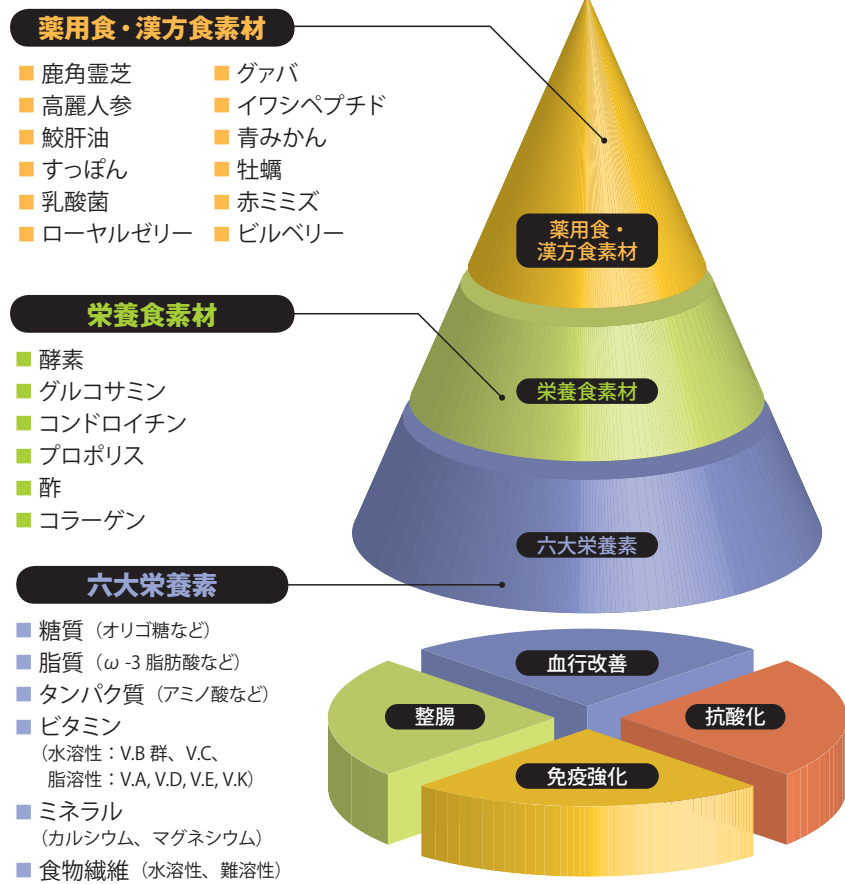 薬用食・漢方食素材
■ 鹿角霊芝
■ 高麗人参
■ 鮫肝油
■ すっぽん
■ 乳酸菌
■ ローヤルゼリー
■ グァバ
■ イワシペプチド
■ 青みかん
■ 牡蠣
■ 赤ミミズ
■ ビルベリー
薬用食・
漢方食素材
栄養食素材
■ 酵素
■ グルコサミン
■ コンドロイチン
■ プロポリス
■ 酢
■ コラーゲン
栄養食素材
六大栄養素
■ 糖質（オリゴ糖など）
■ 脂質（ω -3 脂肪酸など）
■ タンパク質（アミノ酸など）
■ ビタミン
（水溶性：V.B 群、V.C、
脂溶性：V.A, V.D, V.E, V.K）
■ ミネラル
（カルシウム、マグネシウム）
■ 食物繊維（水溶性、難溶性）
六大栄養素
血行改善
整腸
抗酸化
免疫強化